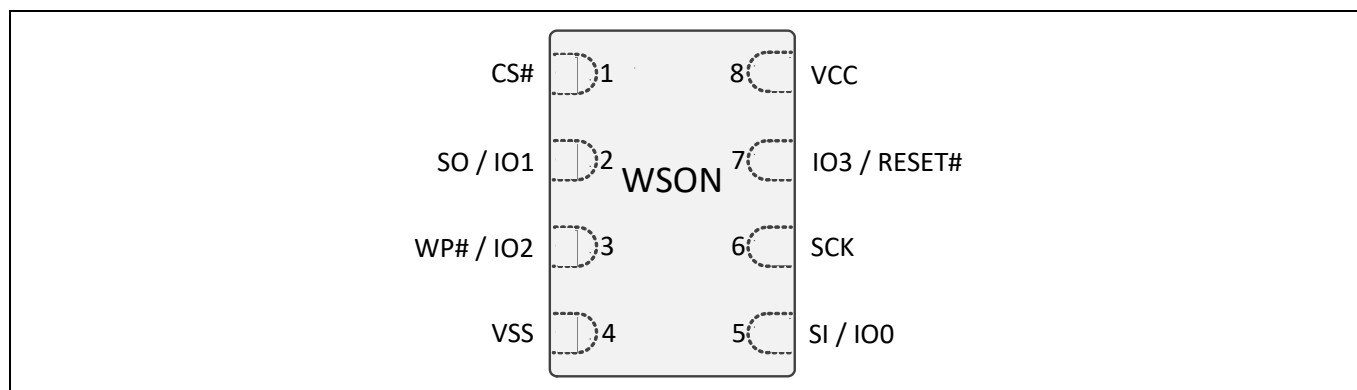 CS# 1 8 VCC
SO / IO1 2 7 IO3 / RESET#
WSON
WP# / IO2 3 6 SCK
VSS 4 5 SI / IO0